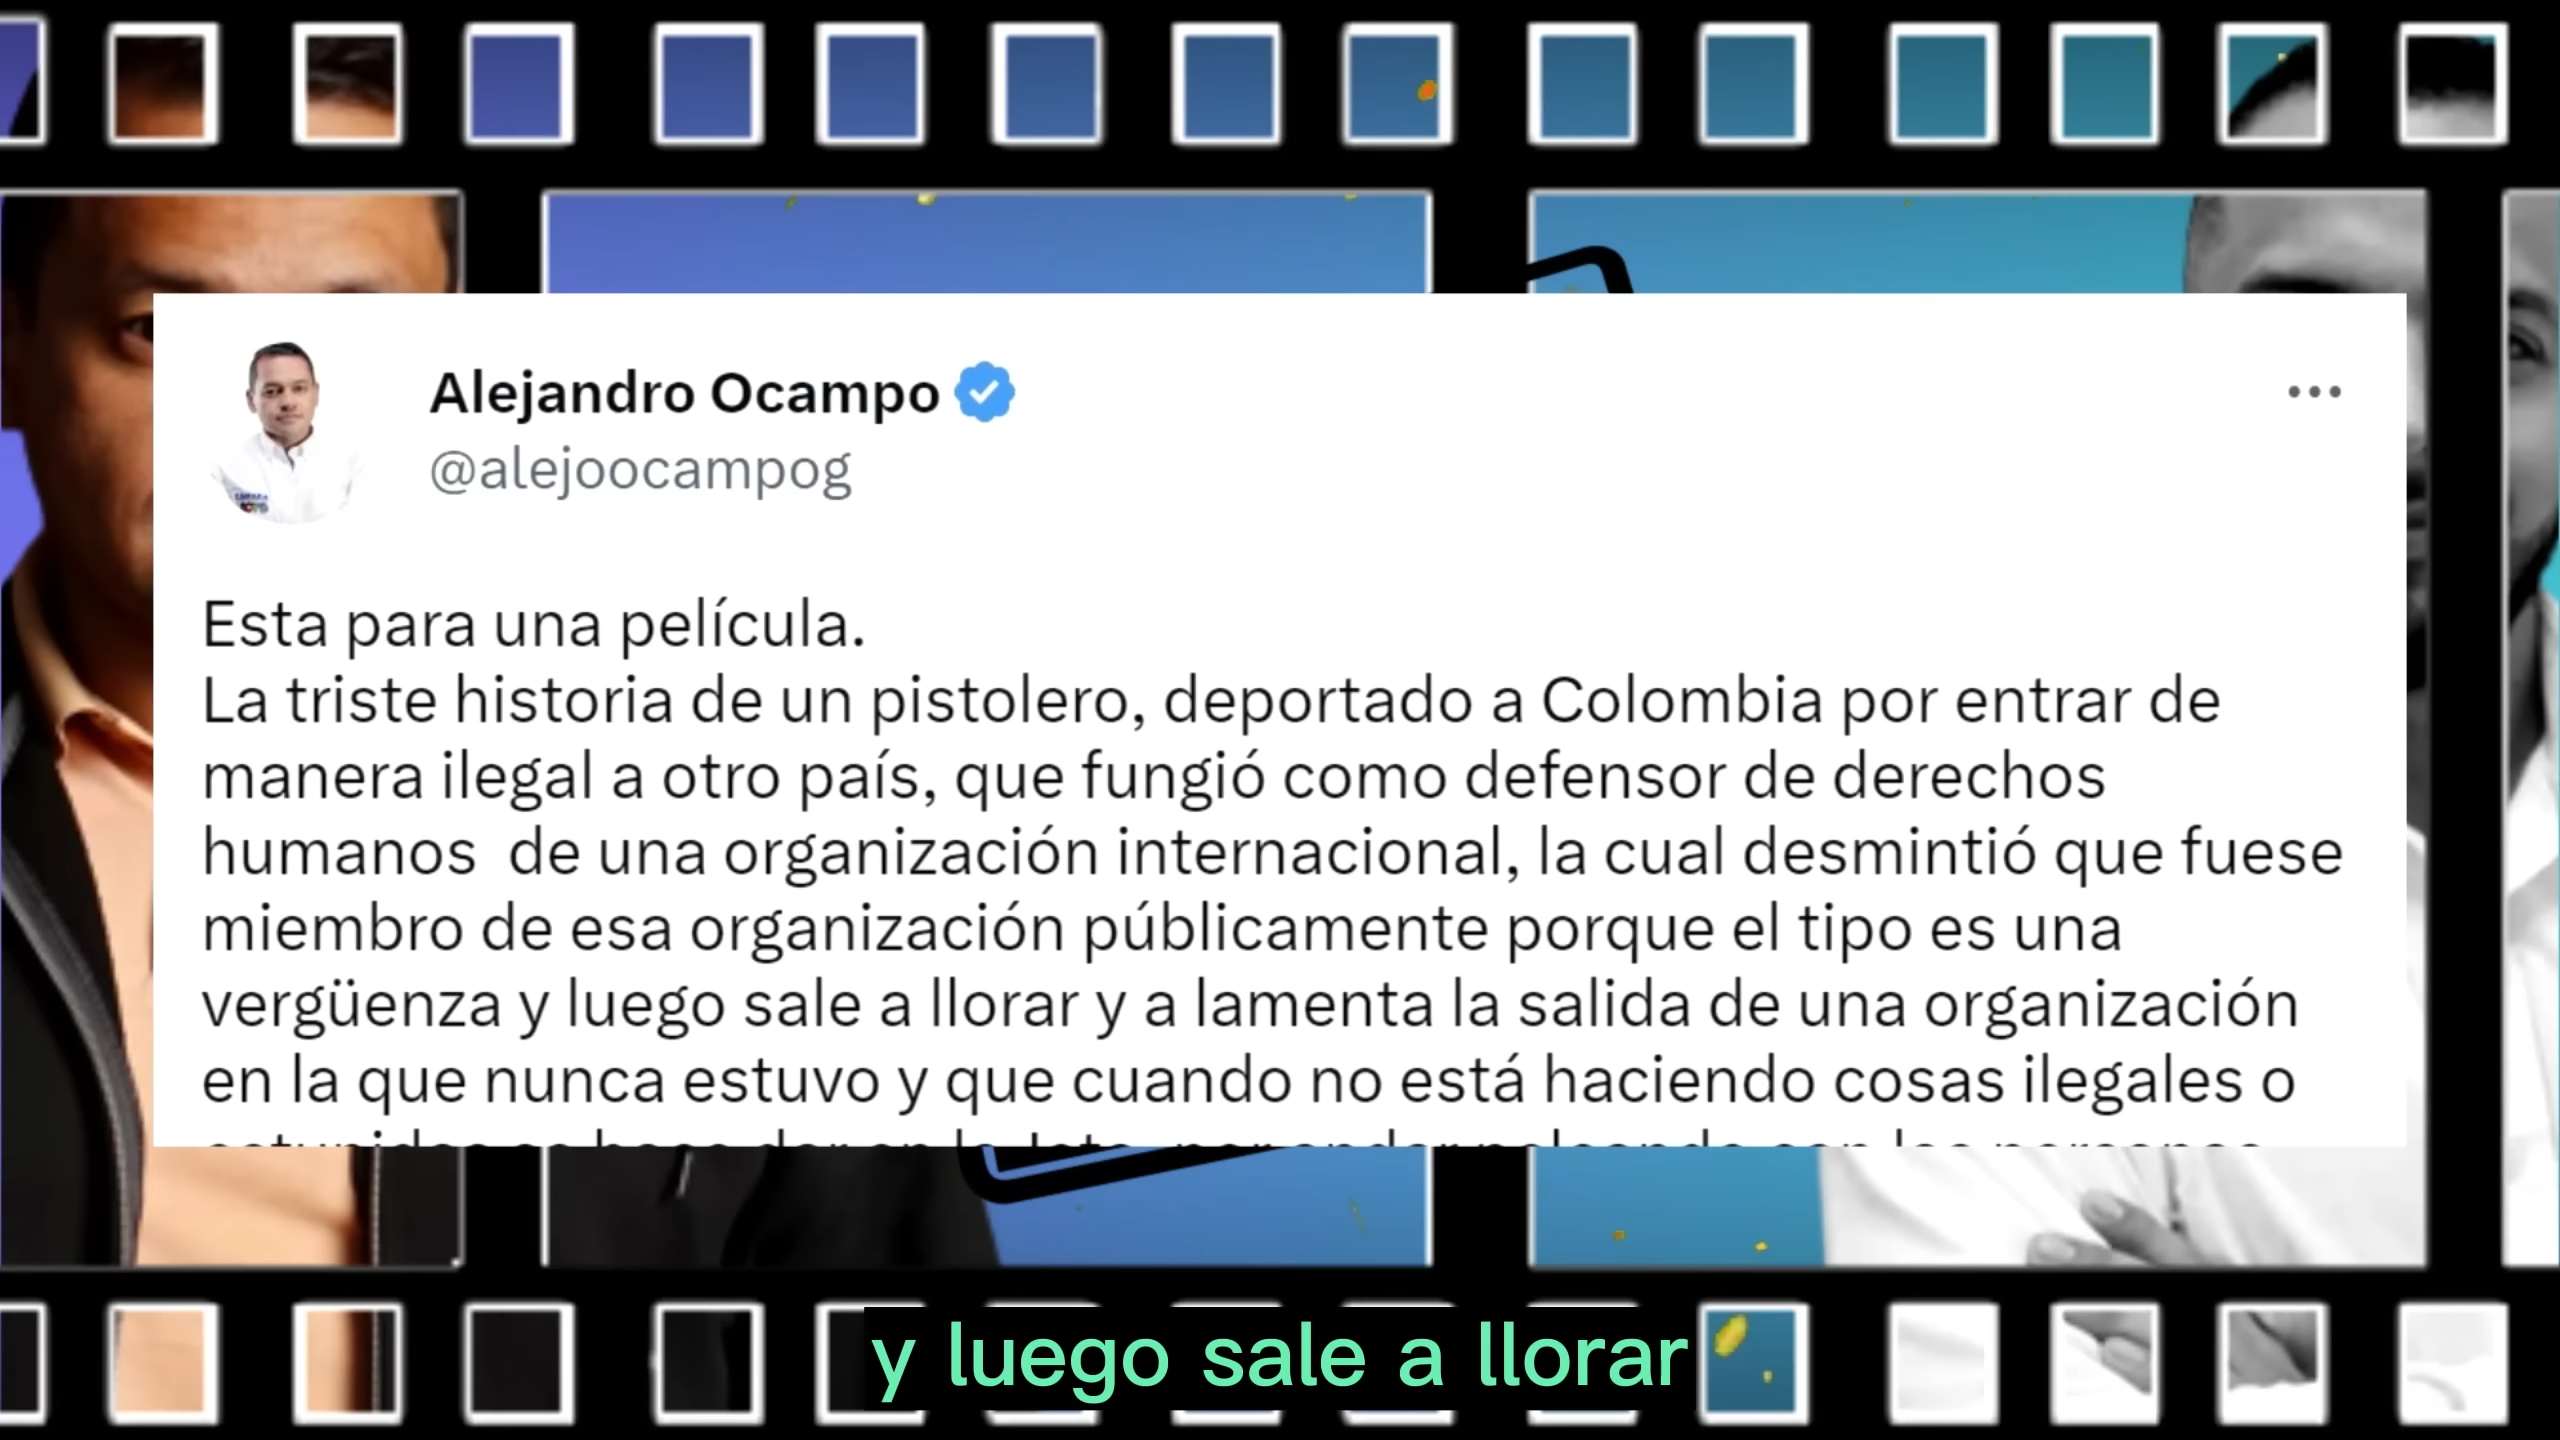 Alejandro Ocampo
@alejoocampog
Esta para una película.
La triste historia de un pistolero, deportado a Colombia por entrar de
manera ilegal a otro país, que fungió como defensor de derechos
humanos  de una organización internacional, la cual desmintió que fuese
miembro de esa organización públicamente porque el tipo es una
vergüenza y luego sale a llorar y a lamenta la salida de una organización
en la que nunca estuvo y que cuando no está haciendo cosas ilegales o
y luego sale a llorar